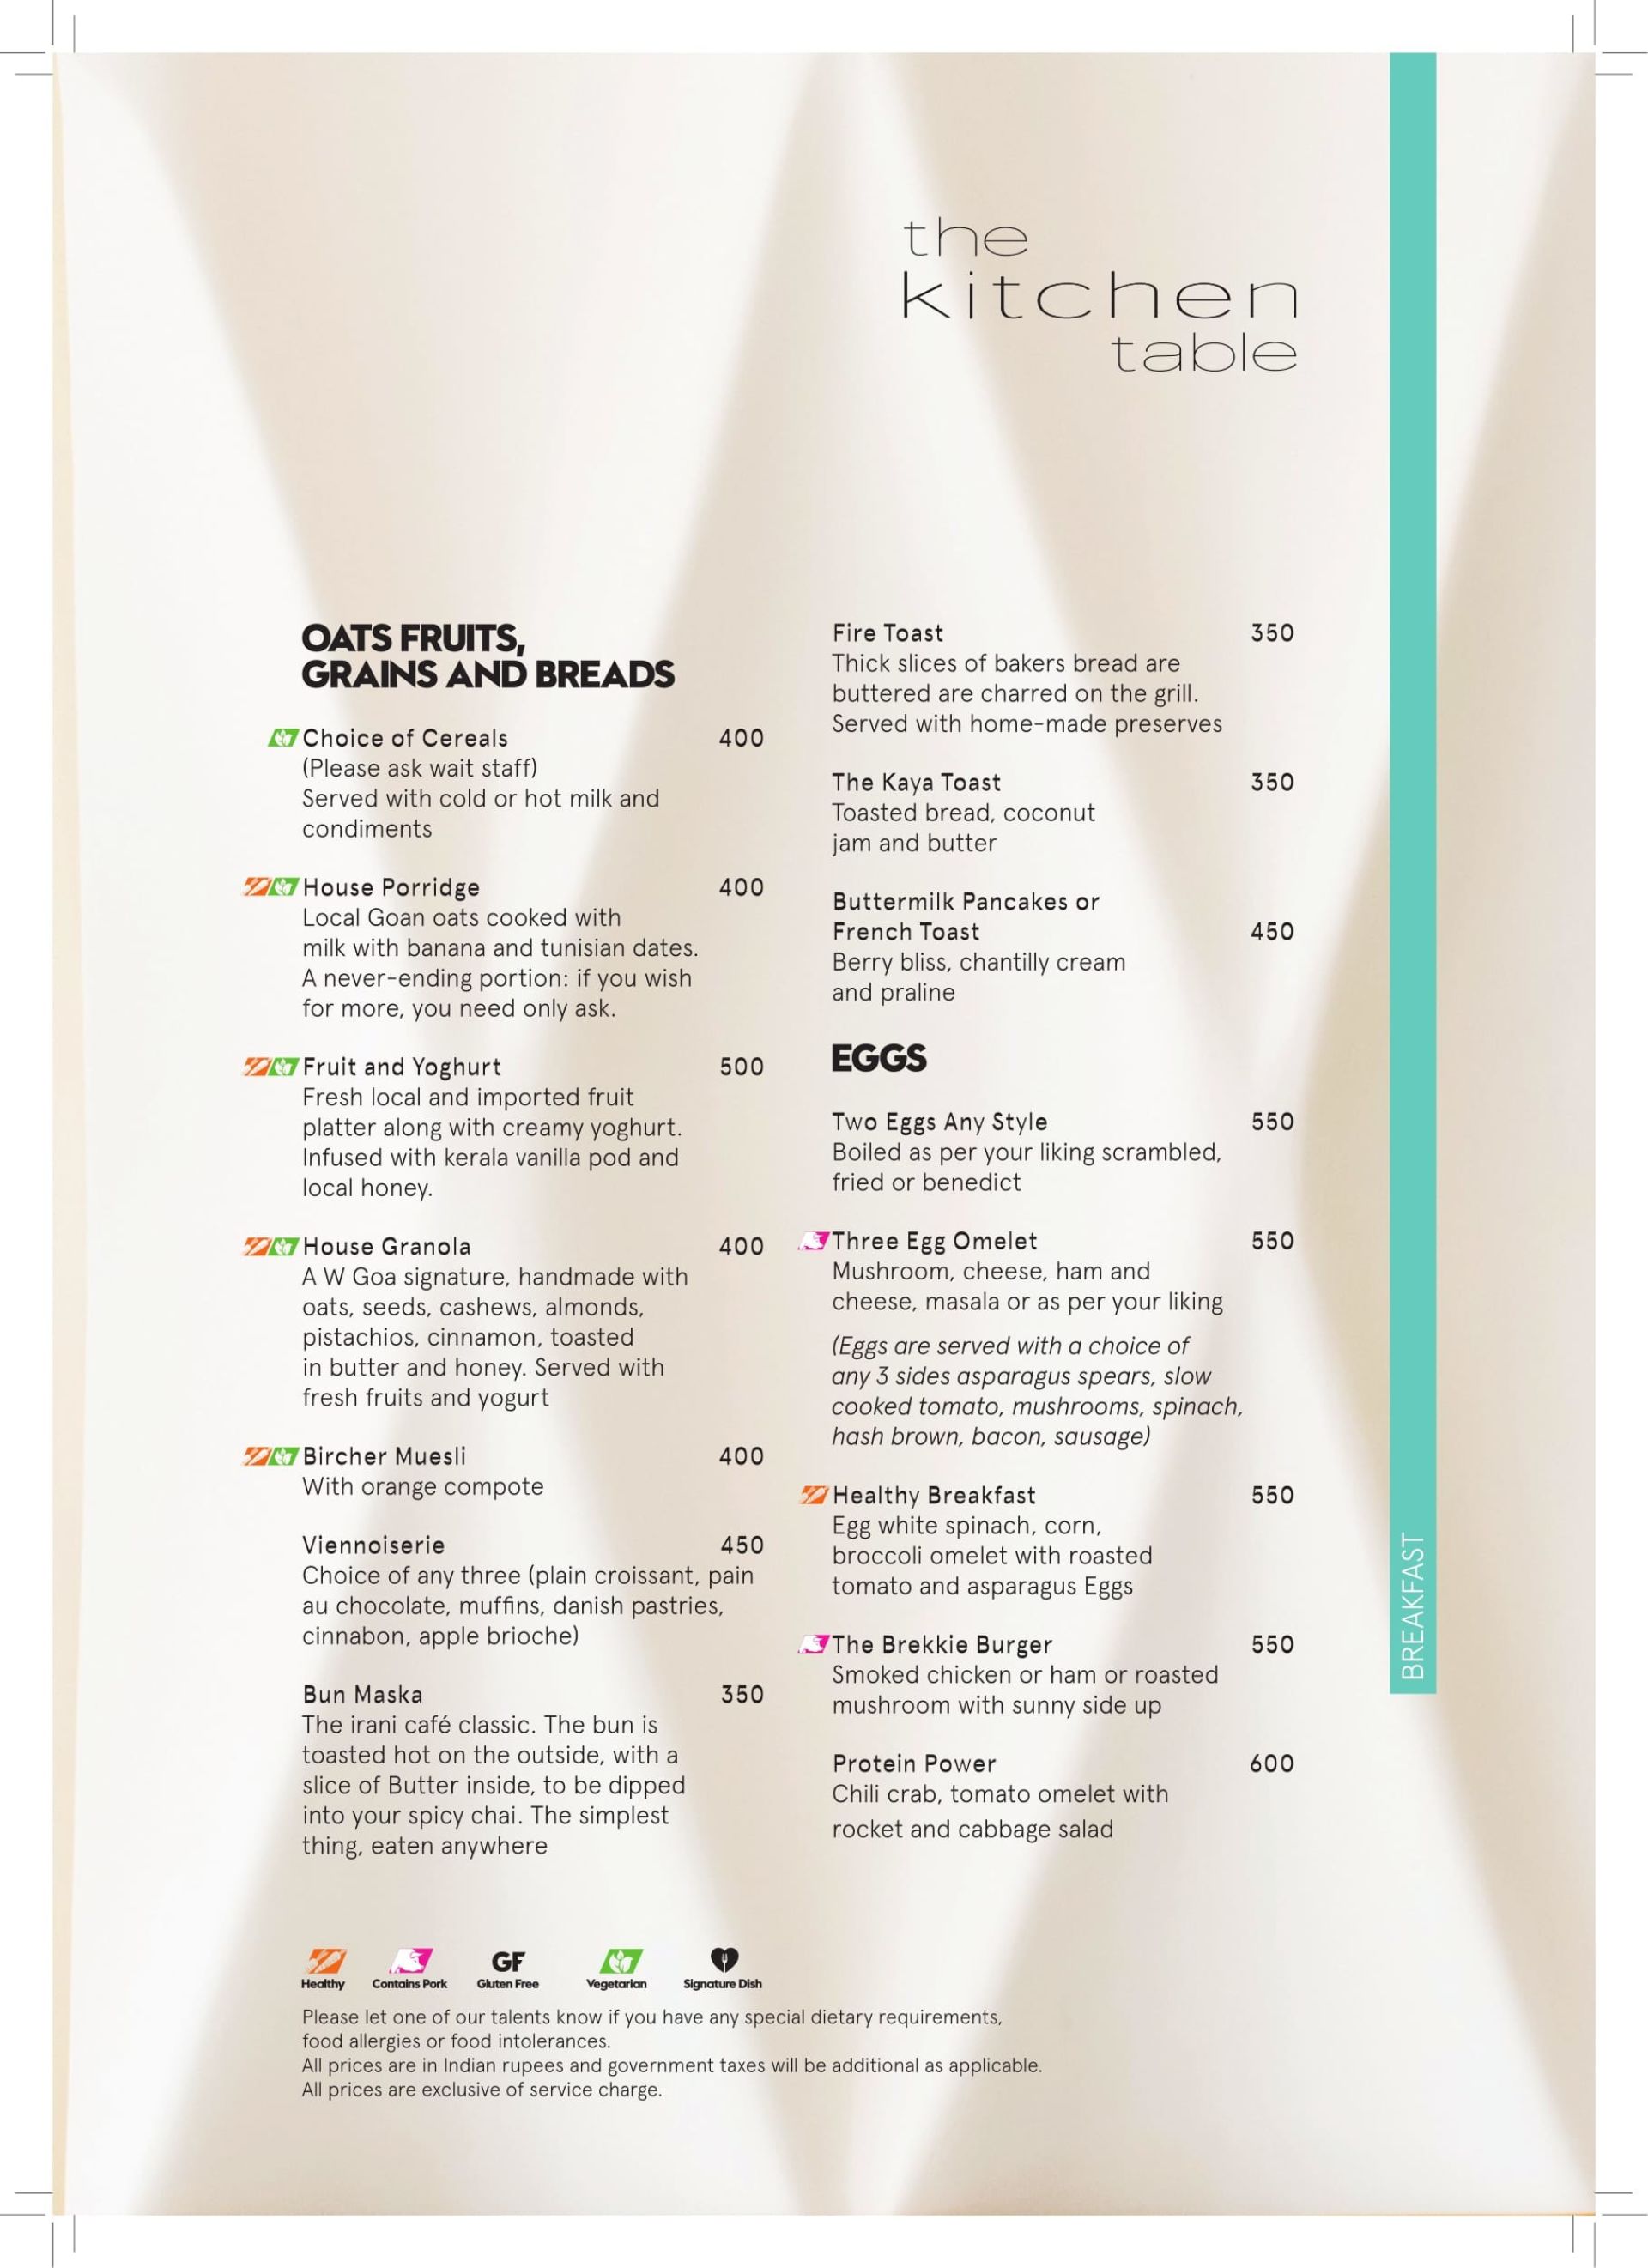 the
kitchen
table
OATS FRUITS,
GRAINS AND BREADS
Choice of Cereals 400
(Please ask wait staff)
Served with cold or hot milk and
condiments
House Porridge 400
Local Goan oats cooked with
milk with banana and tunisian dates.
A never-ending portion: if you wish
for more, you need only ask.
Fruit and Yoghurt 500
Fresh local and imported fruit
platter along with creamy yoghurt.
Infused with kerala vanilla pod and
local honey.
House Granola 400
A W Goa signature, handmade with
oats, seeds, cashews, almonds,
pistachios, cinnamon, toasted
in butter and honey. Served with
fresh fruits and yogurt
Bircher Muesli 400
With orange compote
Viennoiserie 450
Choice of any three (plain croissant, pain
au chocolate, muffins, danish pastries,
cinnabon, apple brioche)
Bun Maska 350
The irani café classic. The bun is
toasted hot on the outside, with a
slice of Butter inside, to be dipped
into your spicy chai. The simplest
thing, eaten anywhere
Fire Toast 350
Thick slices of bakers bread are
buttered are charred on the grill.
Served with home-made preserves
The Kaya Toast 350
Toasted bread, coconut
jam and butter
Buttermilk Pancakes or
French Toast 450
Berry bliss, chantilly cream
and praline
EGGS
Two Eggs Any Style 550
Boiled as per your liking scrambled,
fried or benedict
Three Egg Omelet 550
Mushroom, cheese, ham and
cheese, masala or as per your liking
(Eggs are served with a choice of
any 3 sides asparagus spears, slow
cooked tomato, mushrooms, spinach,
hash brown, bacon, sausage)
Healthy Breakfast 550
Egg white spinach, corn,
broccoli omelet with roasted
tomato and asparagus Eggs
The Brekkie Burger 550
Smoked chicken or ham or roasted
mushroom with sunny side up
Protein Power 600
Chili crab, tomato omelet with
rocket and cabbage salad
BREAKFAST
GF
Healthy Contains Pork Gluten Free Vegetarian Signature Dish
Please let one of our talents know if you have any special dietary requirements,
food allergies or food intolerances.
All prices are in Indian rupees and government taxes will be additional as applicable.
All prices are exclusive of service charge.